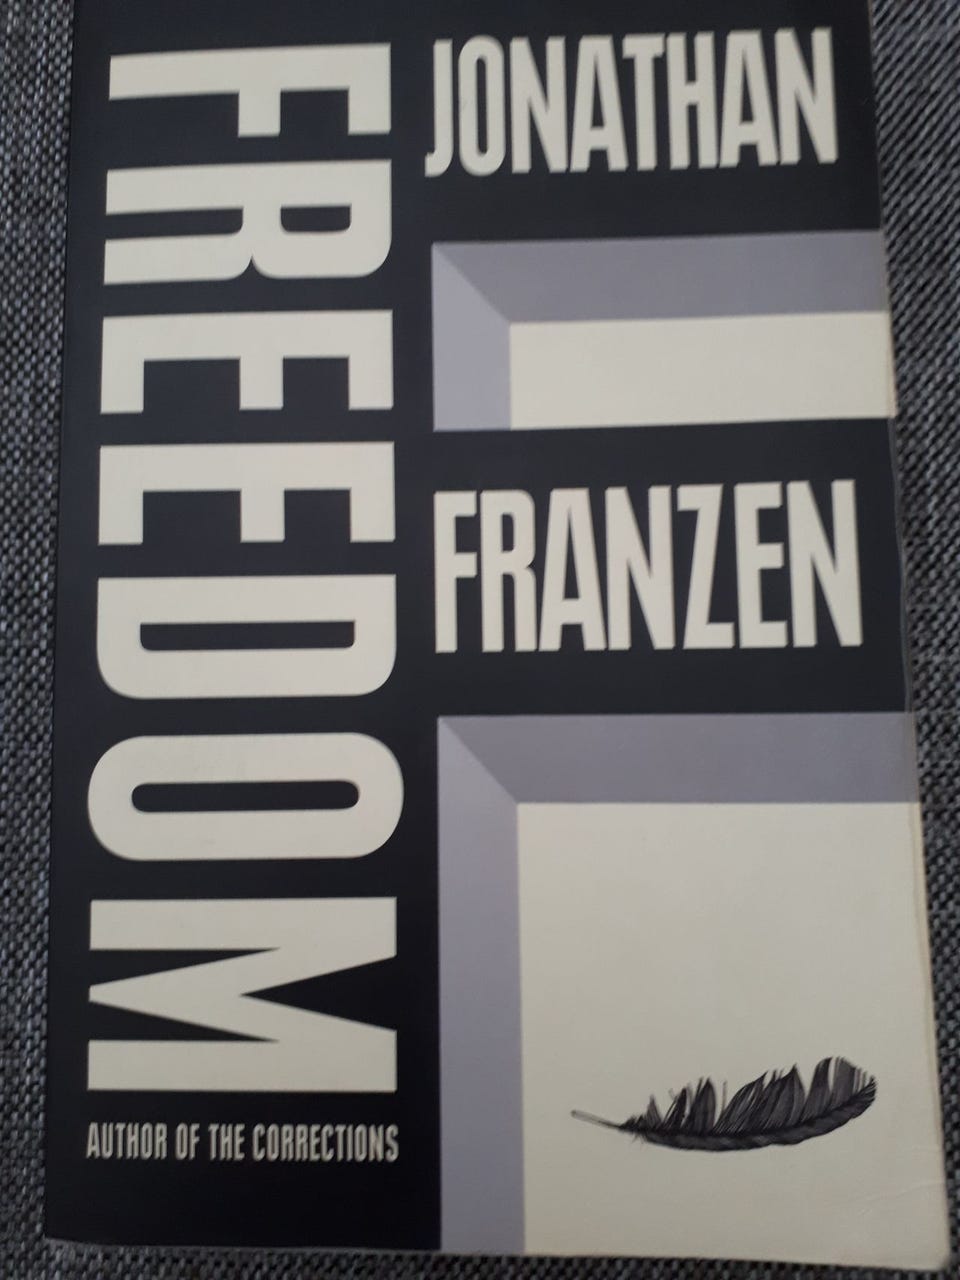 FREEDOM
JONATHAN
FRANZEN
AUTHOR OF THE CORRECTIONS